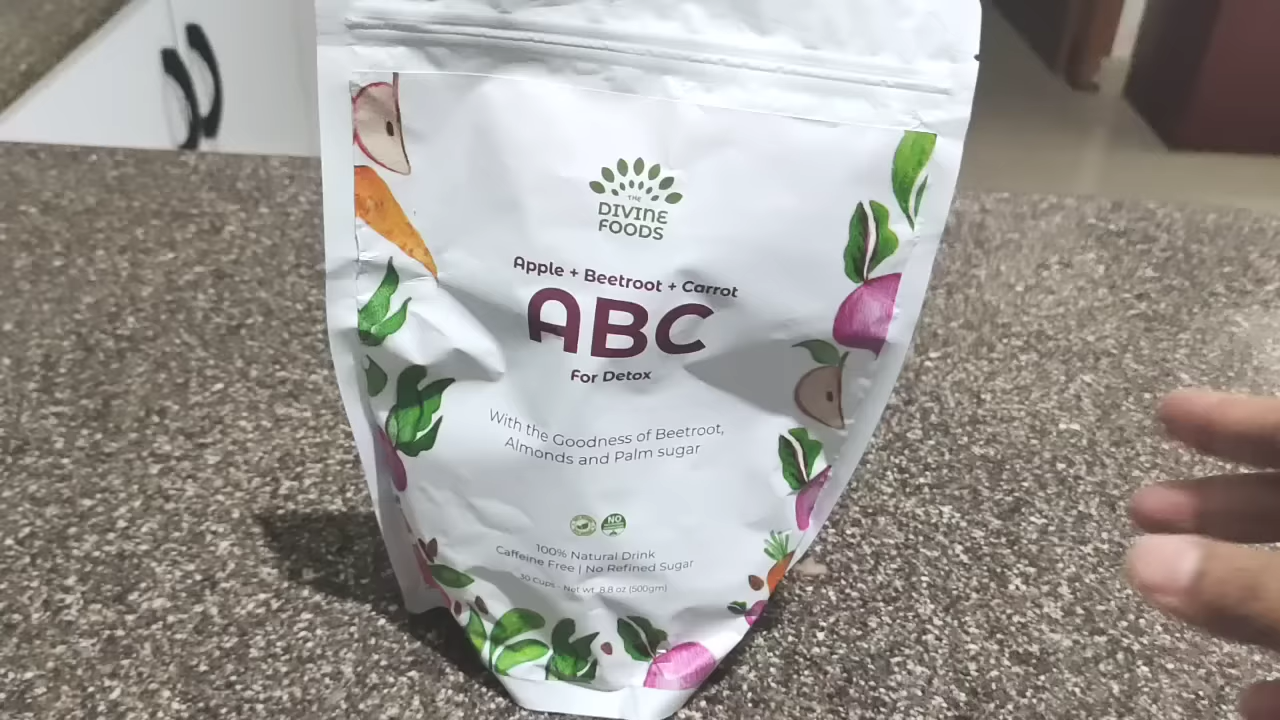 THE
DIVINE
FOODS
Apple + Beetroot + Carrot
ABC
For Detox
With the Goodness of Beetroot,
Almonds and Palm sugar
NO
100% Natural Drink
Caffeine Free | No Refined Sugar
30 Cups - Net wt. 8.8 oz (500gm)